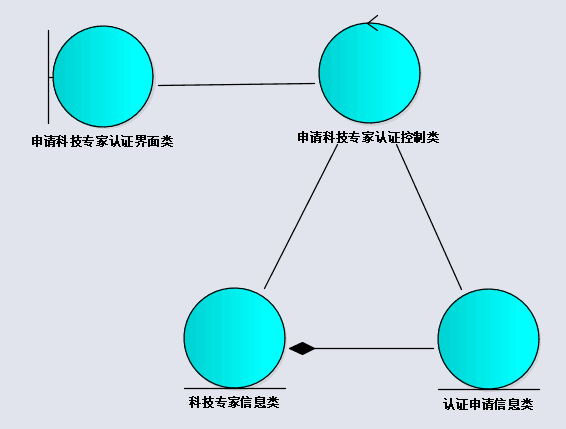 申请科技专家认证界面类
申请科技专家认证控制类
科技专家信息类
认证申请信息类